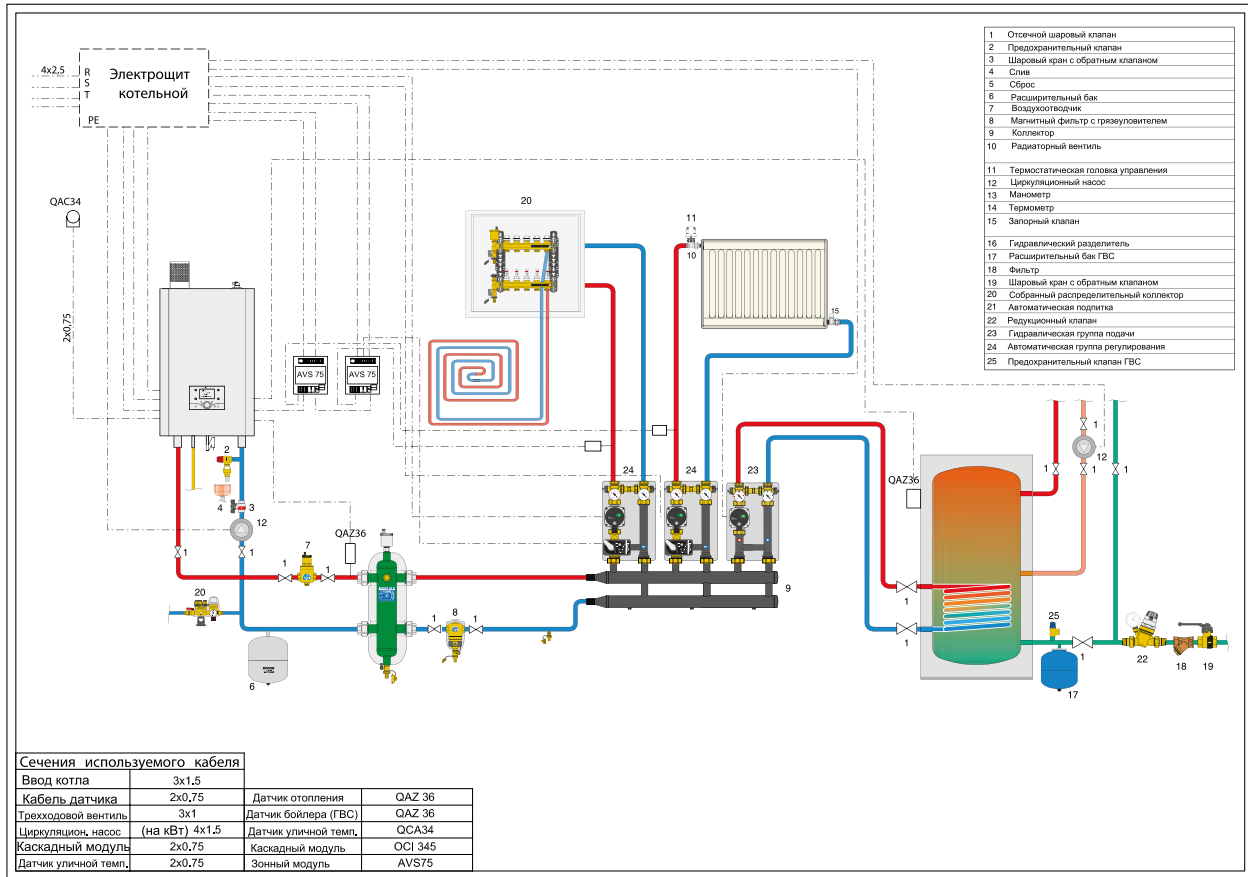 4x2,5
R
S
T
PE
Электрощит
котельной
QAC34
2x0,75
AVS 75
AVS 75
20
11
10
15
2
4
3
12
1
1
20
6
7
1
1
QAZ36
8
1
1
24
24
23
9
QAZ36
1
1
1
1
1
1
1
12
25
17
1
22
18
19
1 Отсечной шаровый клапан
2 Предохранительный клапан
3 Шаровый кран с обратным клапаном
4 Слив
5 Сброс
6 Расширительный бак
7 Воздухоотводчик
8 Магнитный фильтр с грязеуловителем
9 Коллектор
10 Радиаторный вентиль
11 Термостатическая головка управления
12 Циркуляционный насос
13 Манометр
14 Термометр
15 Запорный клапан
16 Гидравлический разделитель
17 Расширительный бак ГВС
18 Фильтр
19 Шаровый кран с обратным клапаном
20 Собранный распределительный коллектор
21 Автоматическая подпитка
22 Редукционный клапан
23 Гидравлическая группа подачи
24 Автоматическая группа регулирования
25 Предохранительный клапан ГВС
Сечения используемого кабеля
Ввод котла 3x1.5
Кабель датчика 2x0.75 Датчик отопления QAZ 36
Трехходовой вентиль 3x1 Датчик бойлера (ГВС) QAZ 36
Циркуляцион. насос (на кВт) 4x1.5 Датчик уличной темп. QCA34
Каскадный модуль 2x0.75 Каскадный модуль OCI 345
Датчик уличной темп. 2x0.75 Зонный модуль AVS75